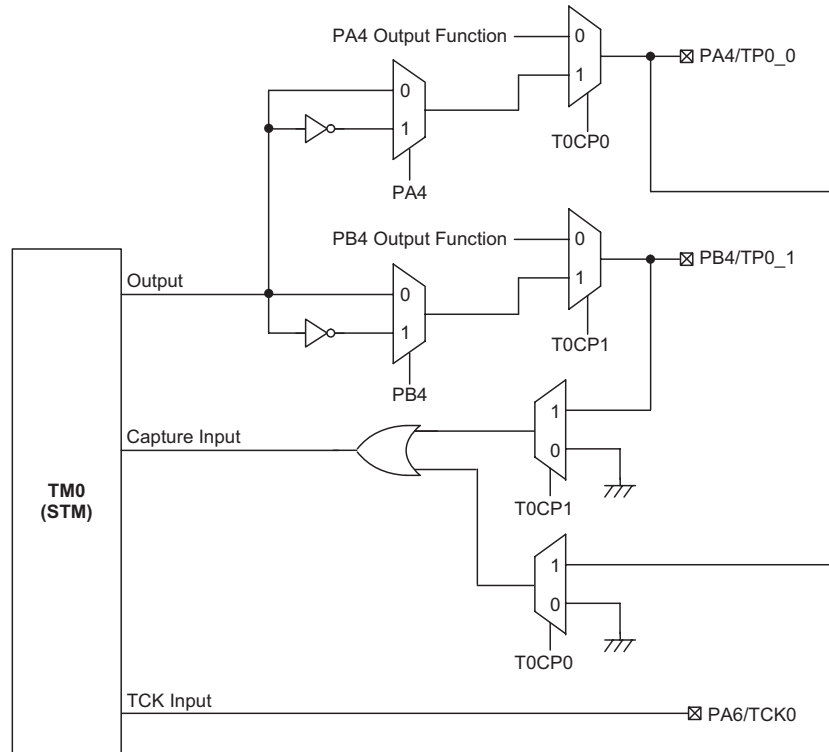 PA4 Output Function
0
1
PA4/TP0_0
T0CP0
0
1
PA4
PB4 Output Function
0
1
PB4/TP0_1
T0CP1
Output
0
1
PB4
Capture Input
1
0
T0CP1
TM0
(STM)
1
0
T0CP0
TCK Input
PA6/TCK0